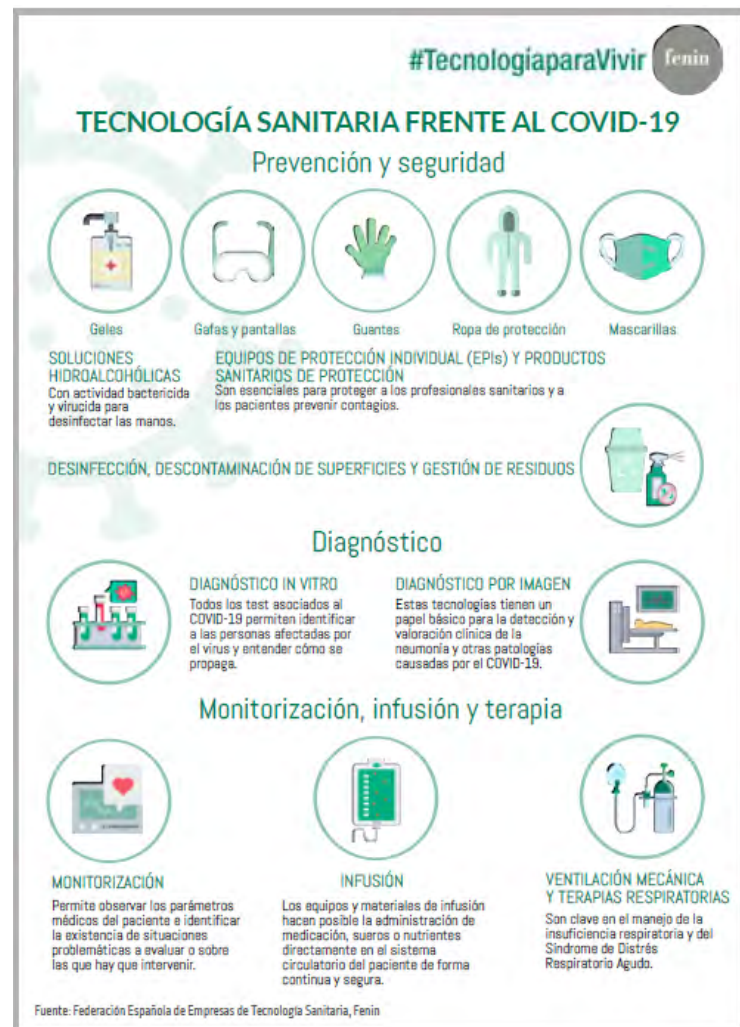 #TecnologíaparaVivir
fenin
TECNOLOGÍA SANITARIA FRENTE AL COVID-19
Prevención y seguridad
Geles
Gafas y pantallas
Guantes
Ropa de protección
Mascarillas
SOLUCIONES
HIDROALCOHÓLICAS
Con actividad bactericida
y virucida para
desinfectar las manos.
EQUIPOS DE PROTECCIÓN INDIVIDUAL (EPIs) Y PRODUCTOS
SANITARIOS DE PROTECCIÓN
Son esenciales para proteger a los profesionales sanitarios y a
los pacientes prevenir contagios.
DESINFECCIÓN, DESCONTAMINACIÓN DE SUPERFICIES Y GESTIÓN DE RESIDUOS
Diagnóstico
DIAGNÓSTICO IN VITRO
Todos los test asociados al
COVID-19 permiten identificar
a las personas afectadas por
el virus y entender cómo se
propaga.
DIAGNÓSTICO POR IMAGEN
Estas tecnologías tienen un
papel básico para la detección y
valoración clínica de la
neumonía y otras patologías
causadas por el COVID-19.
Monitorización, infusión y terapia
MONITORIZACIÓN
Permite observar los parámetros
médicos del paciente e identificar
la existencia de situaciones
problemáticas a evaluar o sobre
las que hay que intervenir.
INFUSIÓN
Los equipos y materiales de infusión
hacen posible la administración de
medicación, sueros o nutrientes
directamente en el sistema
circulatorio del paciente de forma
continua y segura.
VENTILACIÓN MECÁNICA
Y TERAPIAS RESPIRATORIAS
Son clave en el manejo de la
insuficiencia respiratoria y del
Síndrome de Distrés
Respiratorio Agudo.
Fuente: Federación Española de Empresas de Tecnología Sanitaria, Fenin